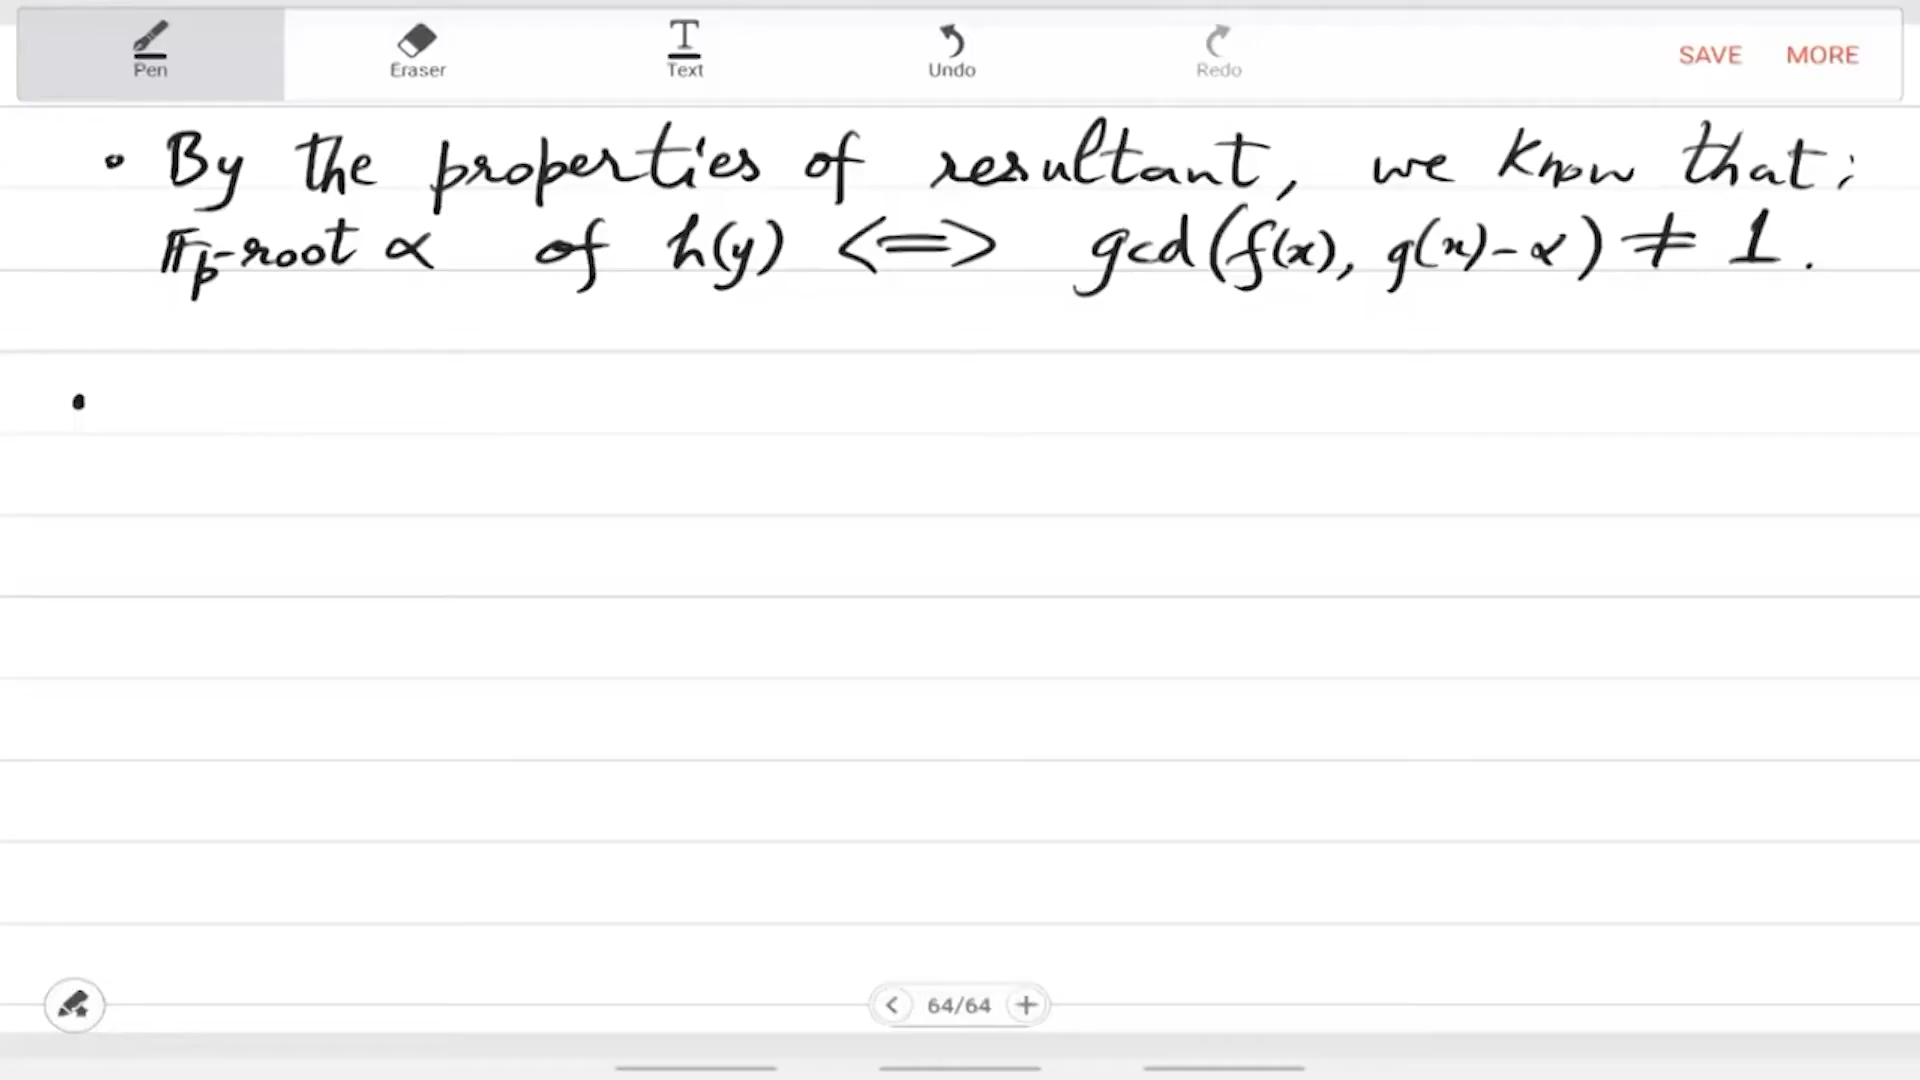 Pen Eraser Text Undo Redo SAVE MORE
• By the properties of resultant, we know that:
𝔽p-root α of h(y) <=> gcd(f(x), g(x)-α) ≠ 1.
•
64/64